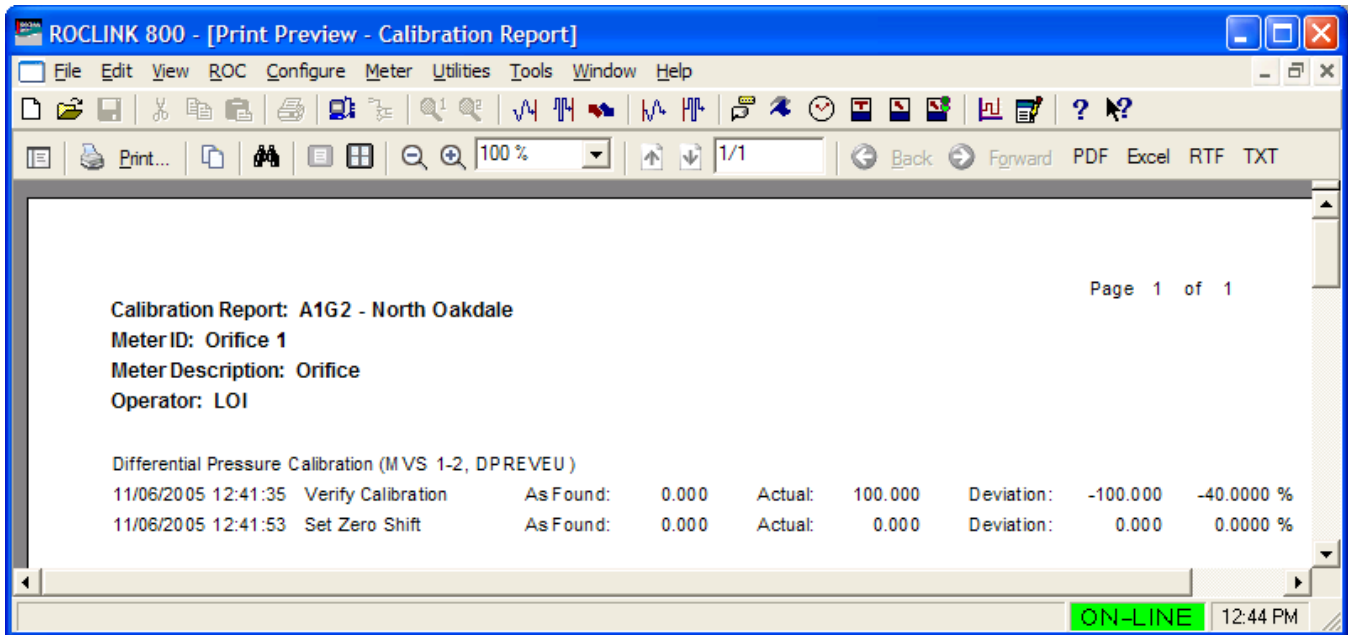 ROCLINK 800 - [Print Preview - Calibration Report]
File Edit View ROC Configure Meter Utilities Tools Window Help
Print... 100 % 1/1 Back Forward PDF Excel RTF TXT
Page 1 of 1
Calibration Report: A1G2 - North Oakdale
Meter ID: Orifice 1
Meter Description: Orifice
Operator: LOI
Differential Pressure Calibration (MVS 1-2, DPREVEU)
11/06/2005 12:41:35 Verify Calibration As Found: 0.000 Actual: 100.000 Deviation: -100.000 -40.0000 %
11/06/2005 12:41:53 Set Zero Shift As Found: 0.000 Actual: 0.000 Deviation: 0.000 0.0000 %
ON-LINE 12:44 PM